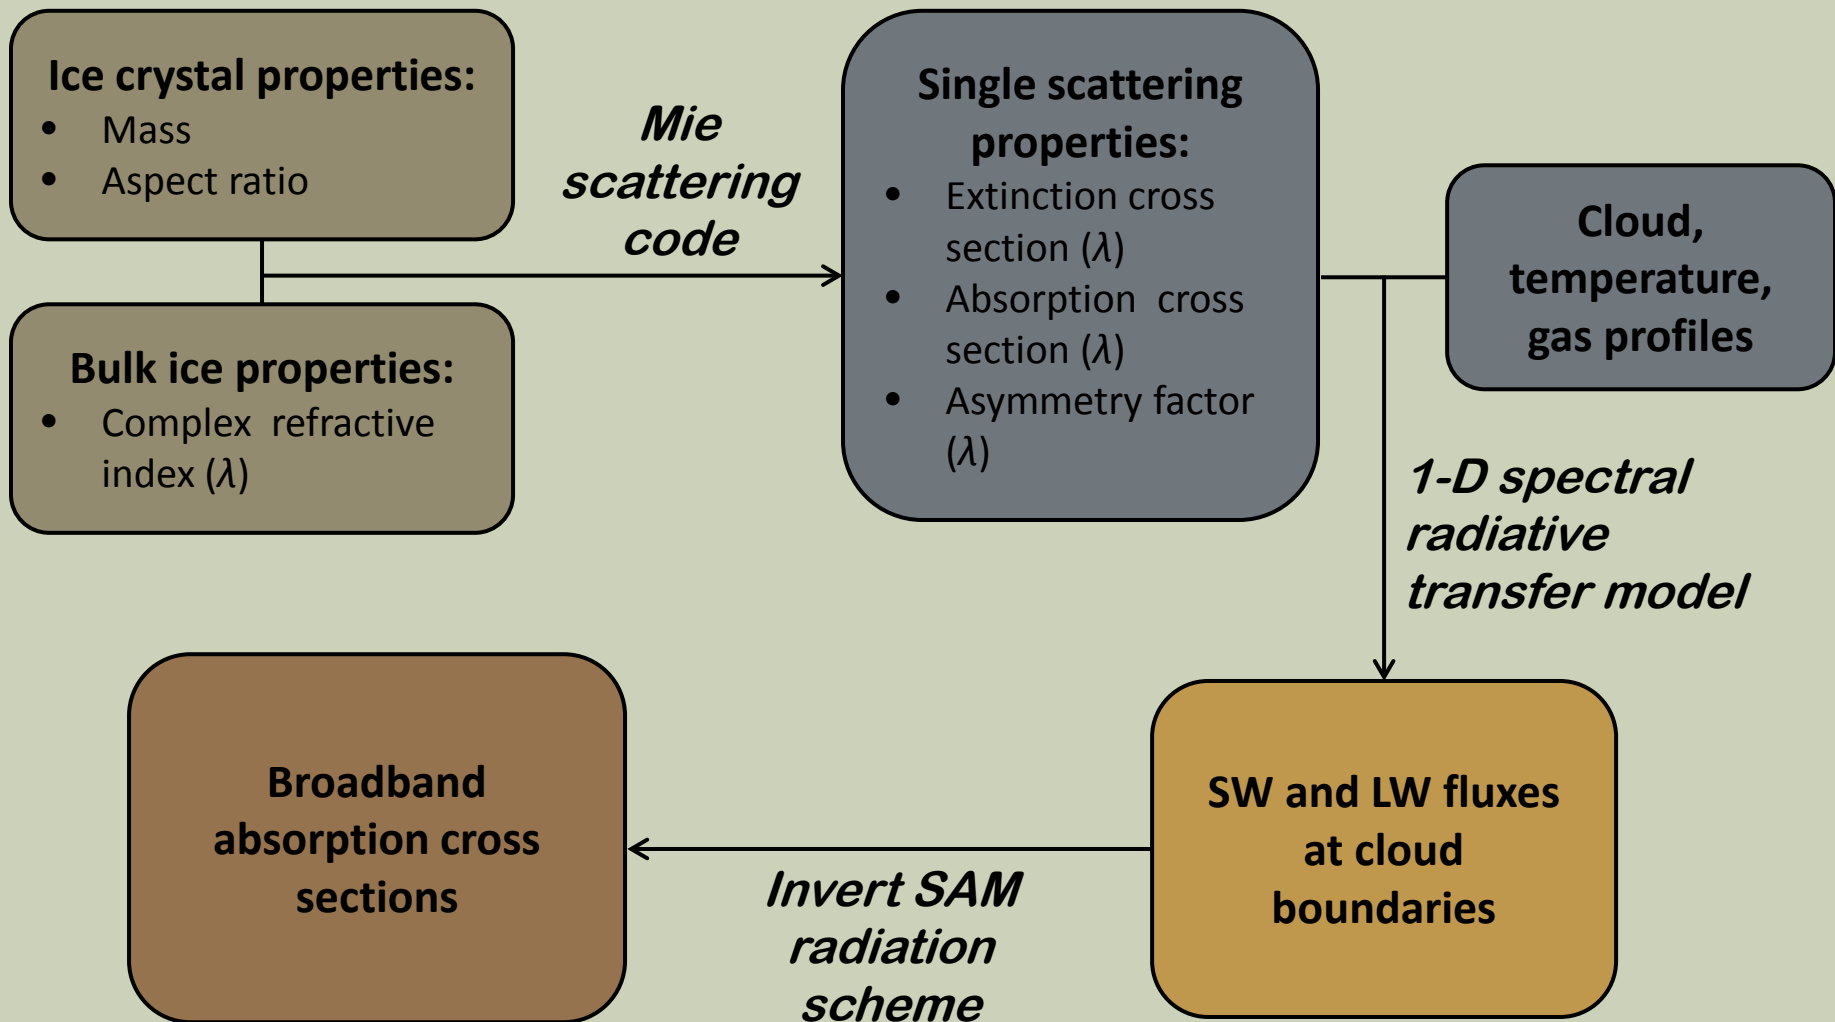 Ice crystal properties:
• Mass
• Aspect ratio
Bulk ice properties:
• Complex refractive
index (λ)
Mie
scattering
code
Single scattering
properties:
• Extinction cross
section (λ)
• Absorption cross
section (λ)
• Asymmetry factor
(λ)
Cloud,
temperature,
gas profiles
1-D spectral
radiative
transfer model
SW and LW fluxes
at cloud
boundaries
Invert SAM
radiation
scheme
Broadband
absorption cross
sections